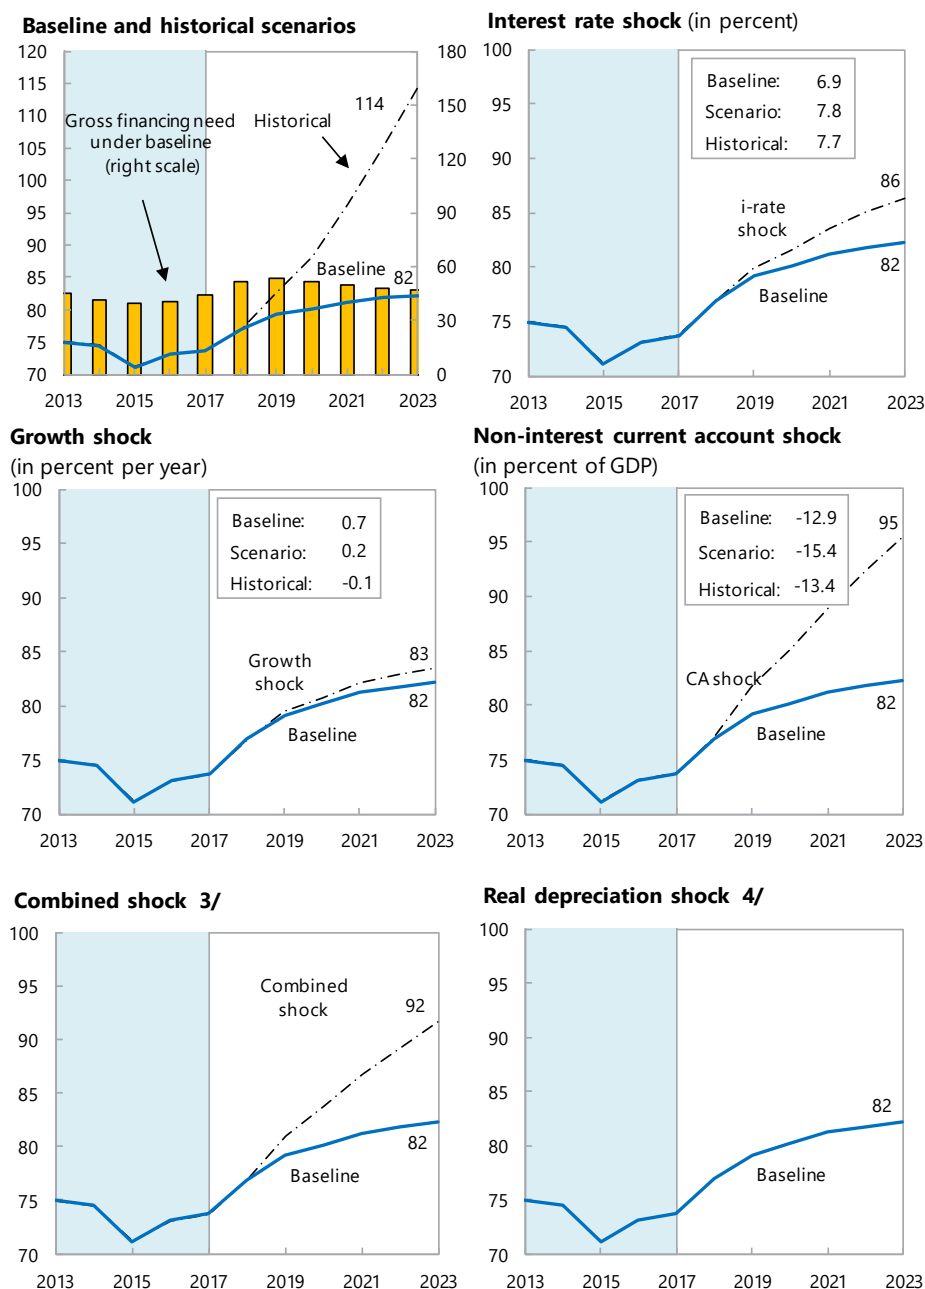 Baseline and historical scenarios
120
115
110
105
100
95
90
85
80
75
70
180
150
120
90
60
30
0
114
Gross financing need
under baseline
(right scale)
Historical
Baseline
82
2013 2015 2017 2019 2021 2023
Interest rate shock (in percent)
100
95
90
85
80
75
70
Baseline: 6.9
Scenario: 7.8
Historical: 7.7
86
i-rate
shock
82
Baseline
2013 2015 2017 2019 2021 2023
Growth shock
(in percent per year)
100
95
90
85
80
75
70
Baseline: 0.7
Scenario: 0.2
Historical: -0.1
83
Growth
shock
82
Baseline
2013 2015 2017 2019 2021 2023
Non-interest current account shock
(in percent of GDP)
100
95
90
85
80
75
70
Baseline: -12.9
Scenario: -15.4
Historical: -13.4
95
CA shock
82
Baseline
2013 2015 2017 2019 2021 2023
Combined shock 3/
100
95
90
85
80
75
70
Combined
shock
92
82
Baseline
2013 2015 2017 2019 2021 2023
Real depreciation shock 4/
100
95
90
85
80
75
70
82
Baseline
2013 2015 2017 2019 2021 2023